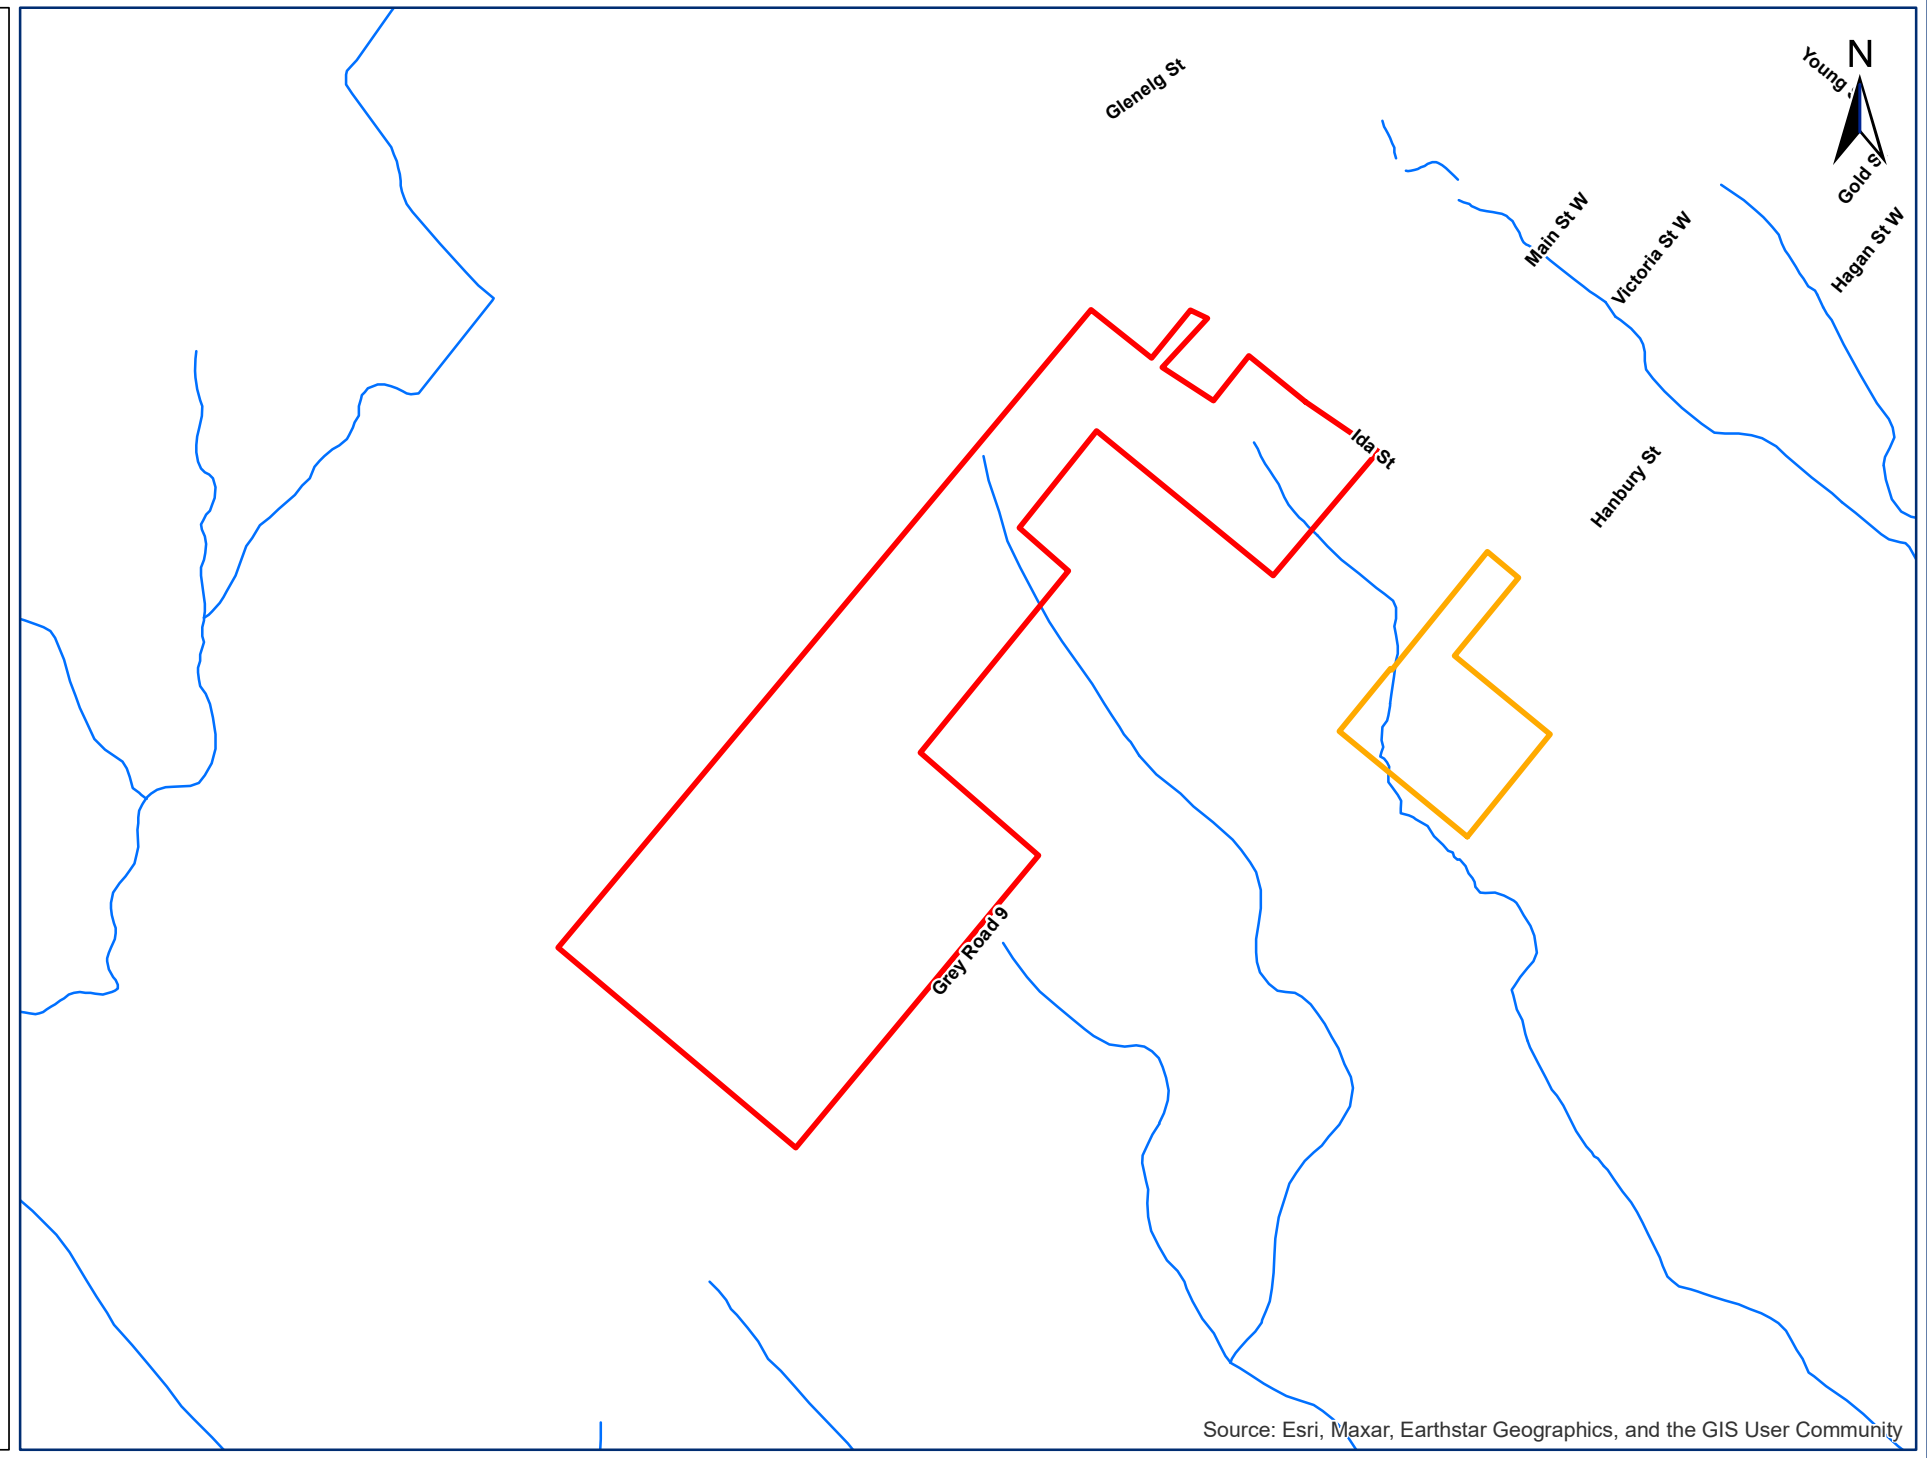 N
Young
Glenelg St
Gold S
Main St W
Victoria St W
Hagan St W
Ida St
Hanbury St
Grey Road 9
Source: Esri, Maxar, Earthstar Geographics, and the GIS User Community